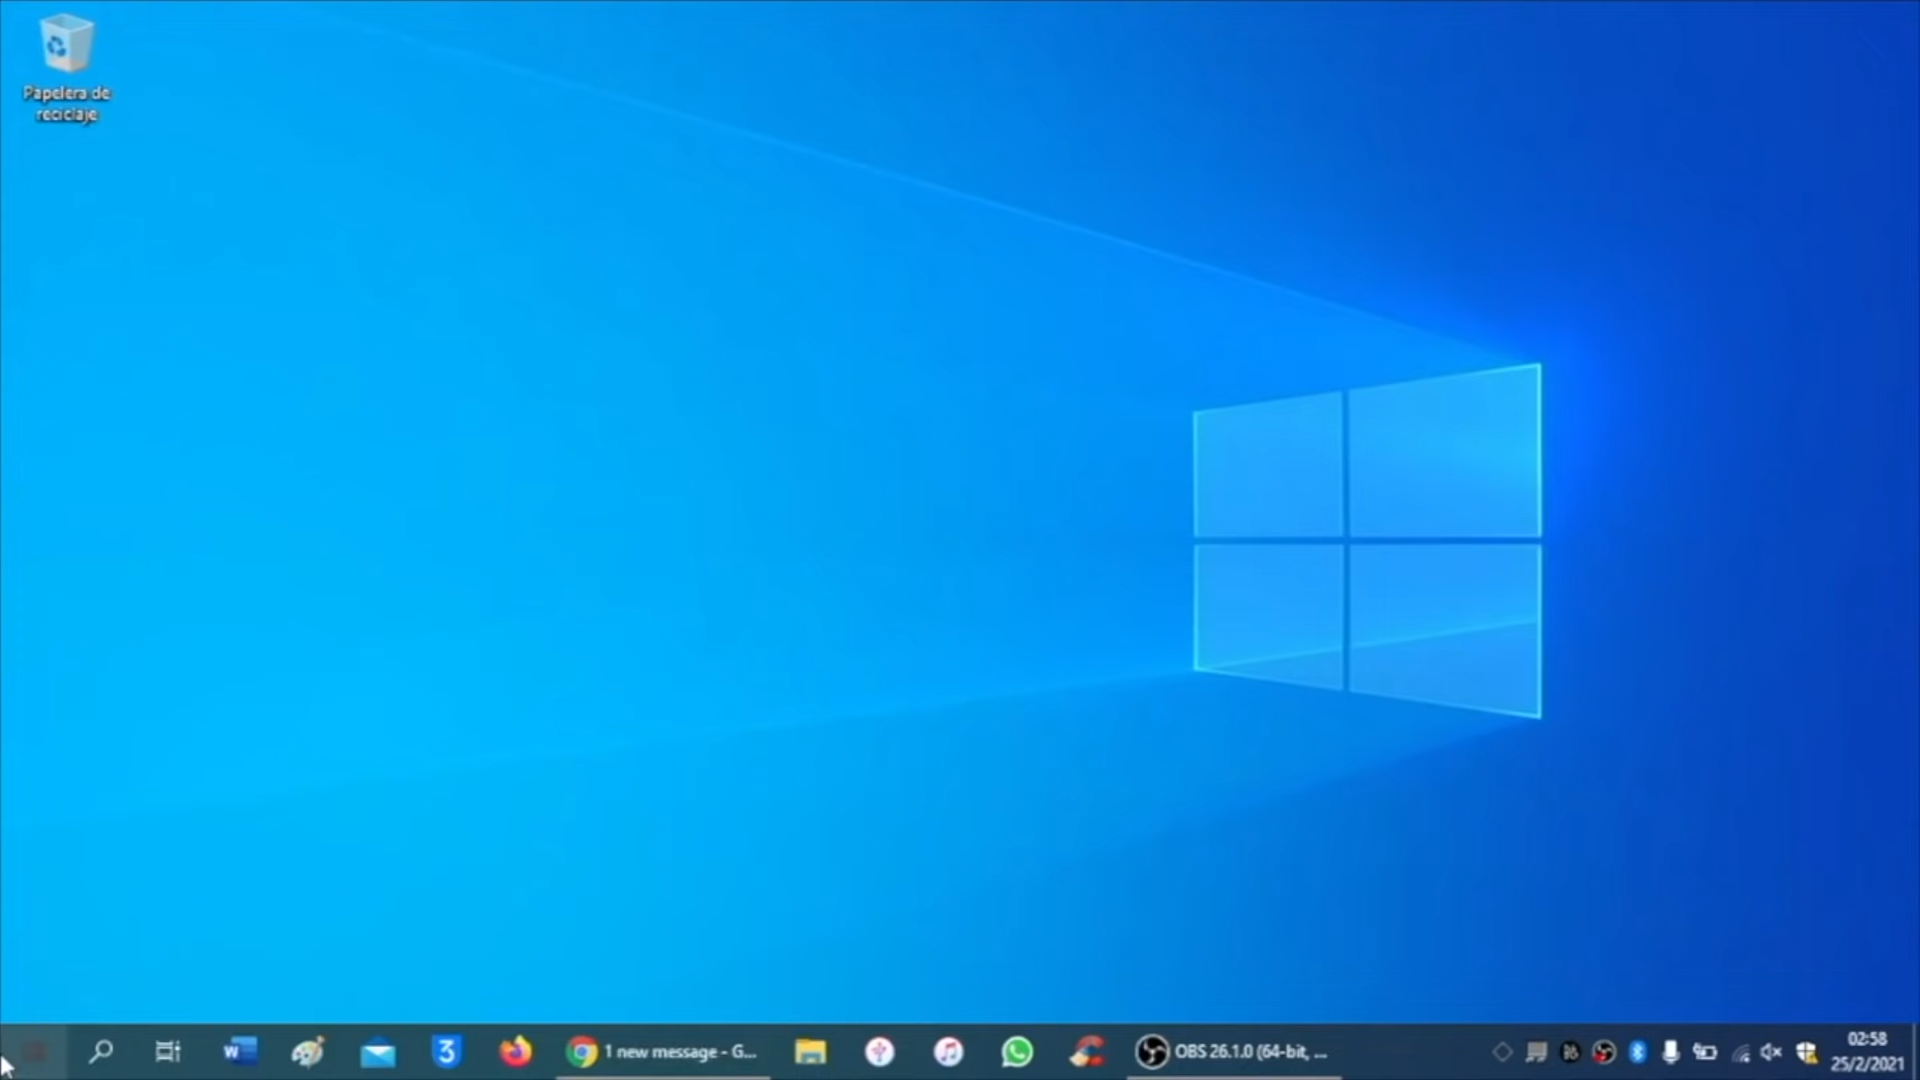 Papelera de
reciclaje
1 new message - G...
OBS 26.1.0 (64-bit, ...
02:58
25/2/2021